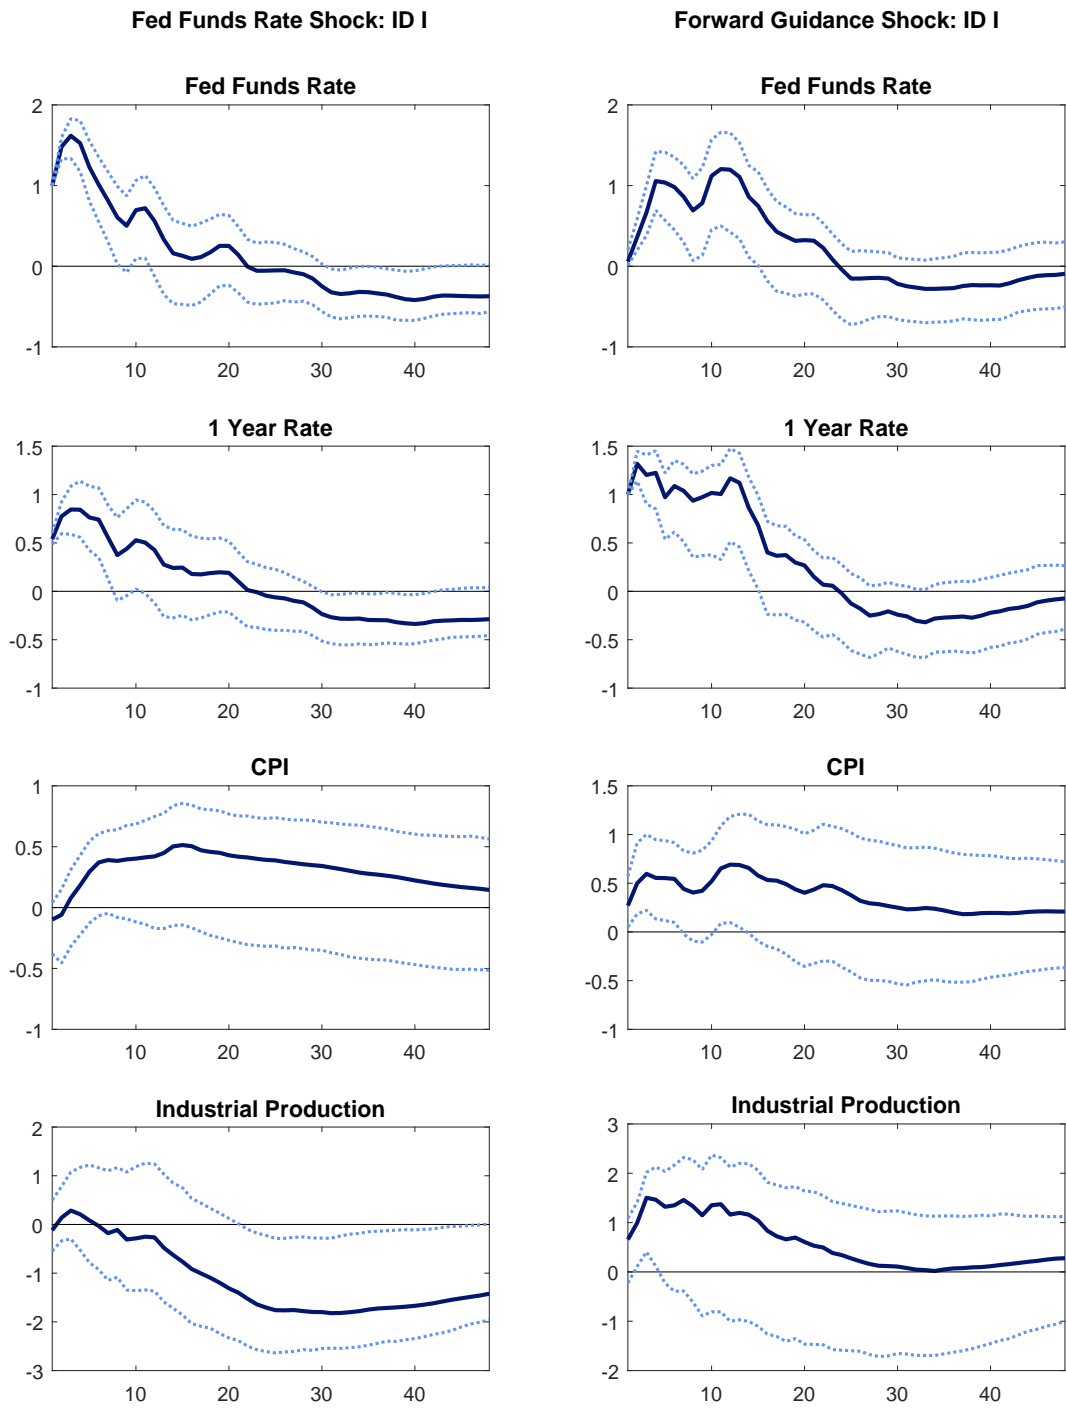 Fed Funds Rate Shock: ID I
Forward Guidance Shock: ID I
Fed Funds Rate
2
1
0
-1
10 20 30 40
Fed Funds Rate
2
1
0
-1
10 20 30 40
1 Year Rate
1.5
1
0.5
0
-0.5
-1
10 20 30 40
1 Year Rate
1.5
1
0.5
0
-0.5
-1
10 20 30 40
CPI
1
0.5
0
-0.5
-1
10 20 30 40
CPI
1.5
1
0.5
0
-0.5
-1
10 20 30 40
Industrial Production
2
1
0
-1
-2
-3
10 20 30 40
Industrial Production
3
2
1
0
-1
-2
10 20 30 40